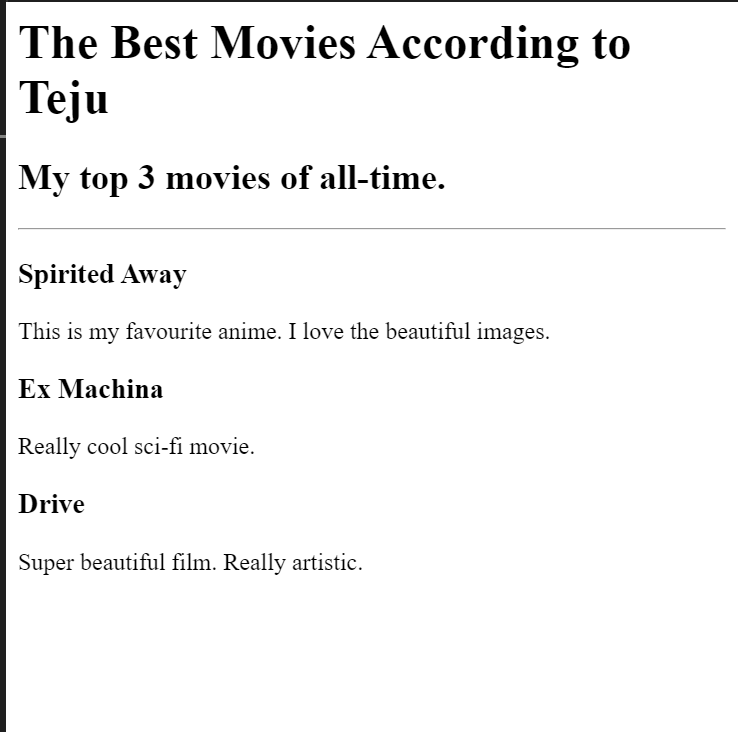 The Best Movies According to
Teju
My top 3 movies of all-time.
Spirited Away
This is my favourite anime. I love the beautiful images.
Ex Machina
Really cool sci-fi movie.
Drive
Super beautiful film. Really artistic.